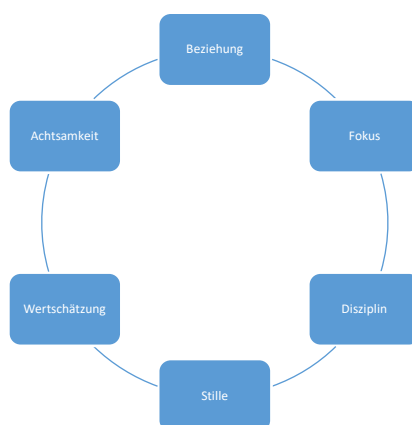 Beziehung
Fokus
Disziplin
Stille
Wertschätzung
Achtsamkeit